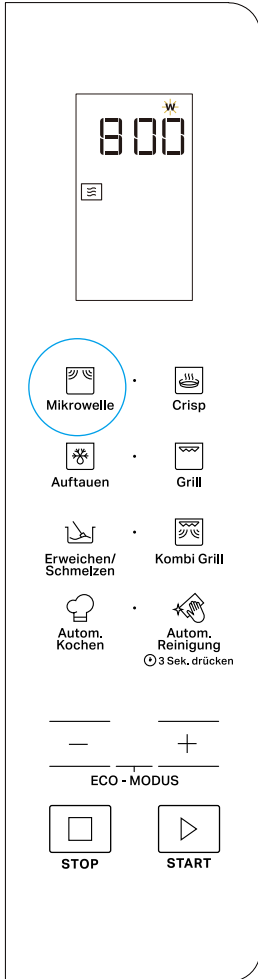 W
800
Mikrowelle
Crisp
Auftauen
Grill
Erweichen/
Schmelzen
Kombi Grill
Autom.
Kochen
Autom.
Reinigung
3 Sek. drücken
− +
ECO - MODUS
STOP
START